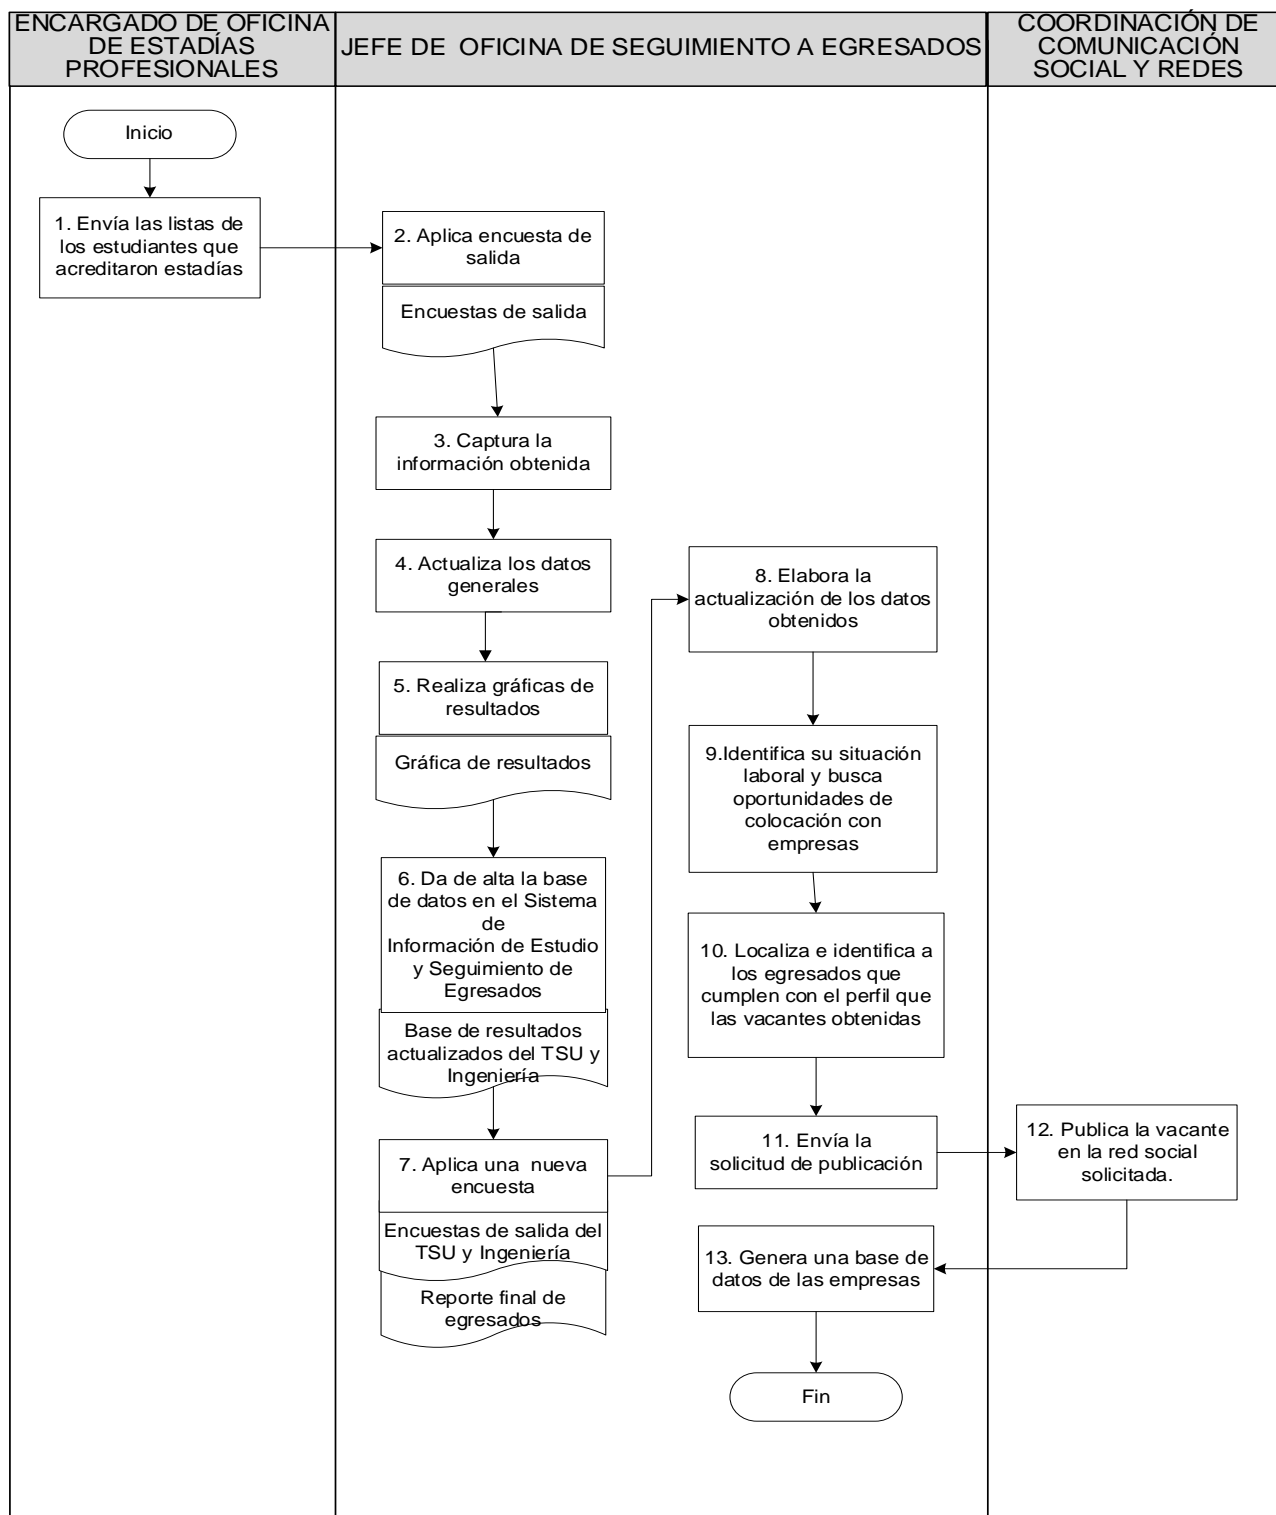 ENCARGADO DE OFICINA
DE ESTADÍAS
PROFESIONALES
JEFE DE OFICINA DE SEGUIMIENTO A EGRESADOS
COORDINACIÓN DE
COMUNICACIÓN
SOCIAL Y REDES
Inicio
1. Envía las listas de
los estudiantes que
acreditaron estadías
2. Aplica encuesta de
salida
Encuestas de salida
3. Captura la
información obtenida
4. Actualiza los datos
generales
5. Realiza gráficas de
resultados
Gráfica de resultados
6. Da de alta la base
de datos en el Sistema
de
Información de Estudio
y Seguimiento de
Egresados
Base de resultados
actualizados del TSU y
Ingeniería
7. Aplica una nueva
encuesta
Encuestas de salida del
TSU y Ingeniería
Reporte final de
egresados
8. Elabora la
actualización de los datos
obtenidos
9.Identifica su situación
laboral y busca
oportunidades de
colocación con
empresas
10. Localiza e identifica a
los egresados que
cumplen con el perfil que
las vacantes obtenidas
11. Envía la
solicitud de publicación
12. Publica la vacante
en la red social
solicitada.
13. Genera una base de
datos de las empresas
Fin